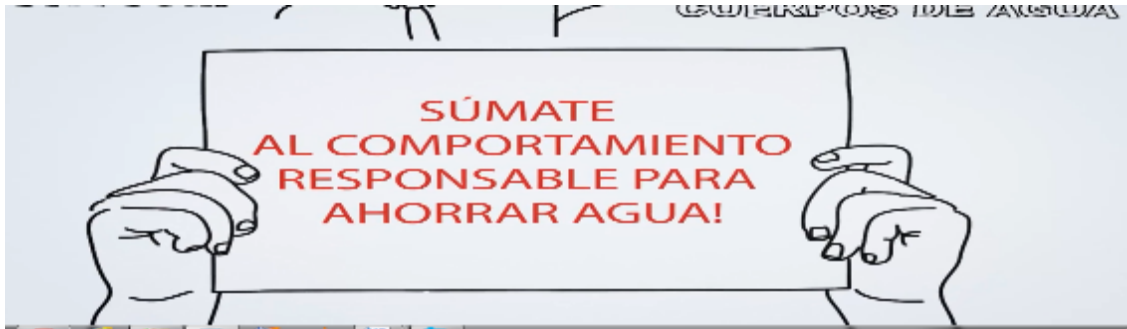 CUERPOS DE AGUA
SÚMATE
AL COMPORTAMIENTO
RESPONSABLE PARA
AHORRAR AGUA!